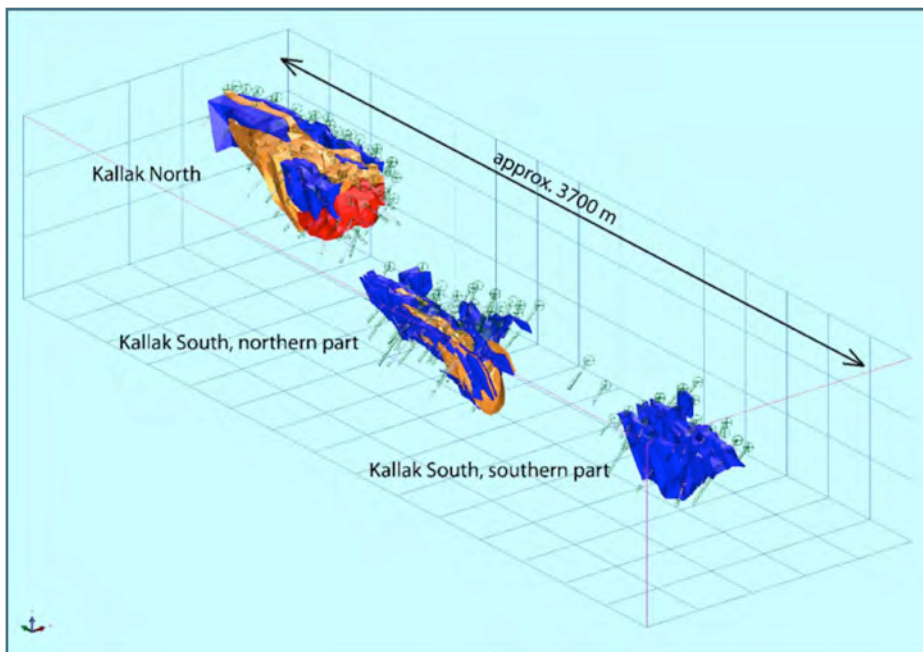 Kallak North
approx. 3700 m
Kallak South, northern part
Kallak South, southern part